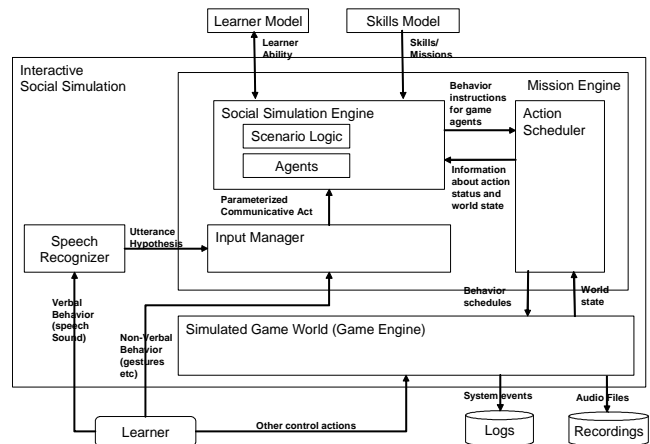 Learner Model
Skills Model
Learner
Ability
Skills/
Missions
Interactive
Social Simulation
Mission Engine
Social Simulation Engine
Scenario Logic
Agents
Behavior
instructions
for game
agents
Action
Scheduler
Information
about action
status and
world state
Parameterized
Communicative Act
Utterance
Hypothesis
Speech
Recognizer
Input Manager
Verbal
Behavior
(speech
Sound)
Non-Verbal
Behavior
(gestures
etc)
Behavior
schedules
World
state
Simulated Game World (Game Engine)
System events
Audio Files
Learner
Other control actions
Logs
Recordings